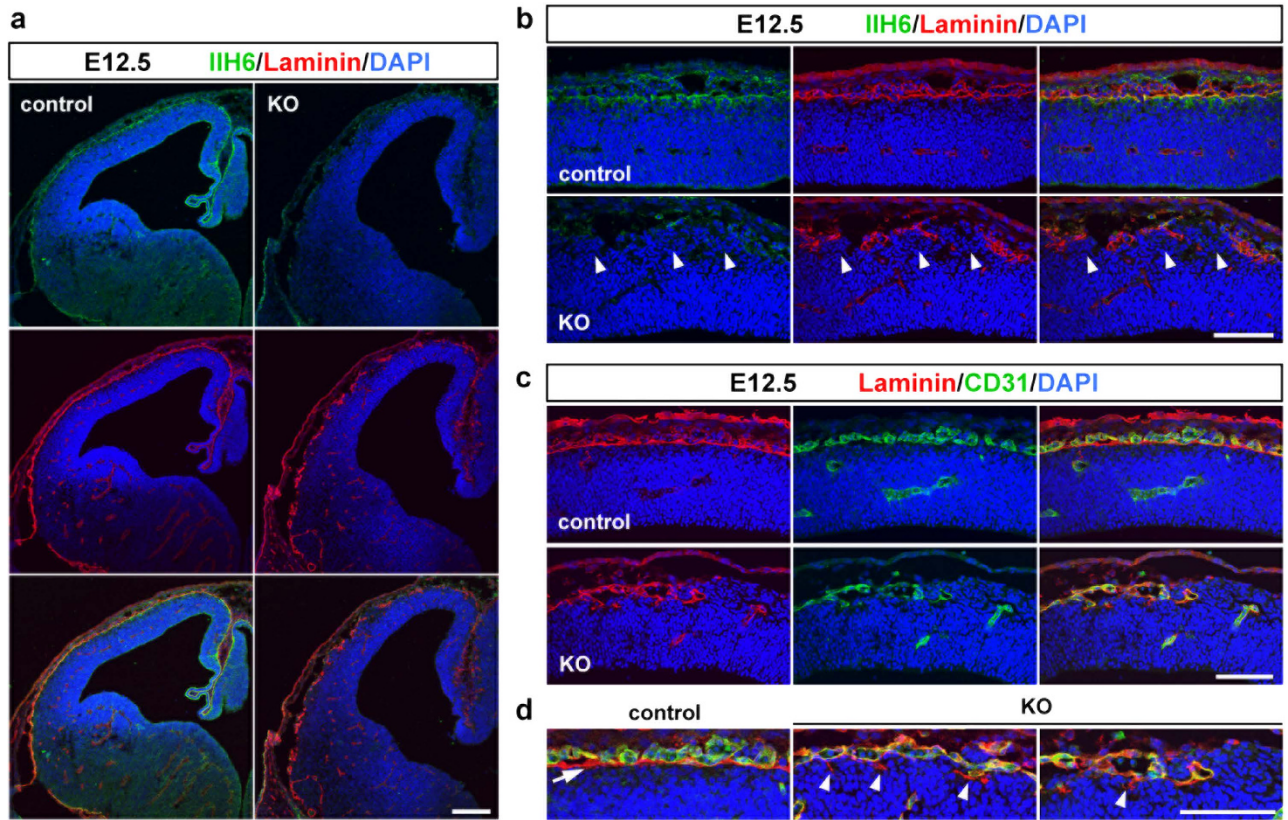 a
E12.5 IIH6/Laminin/DAPI
control KO
b
E12.5 IIH6/Laminin/DAPI
control
KO
c
E12.5 Laminin/CD31/DAPI
control
KO
d
control KO